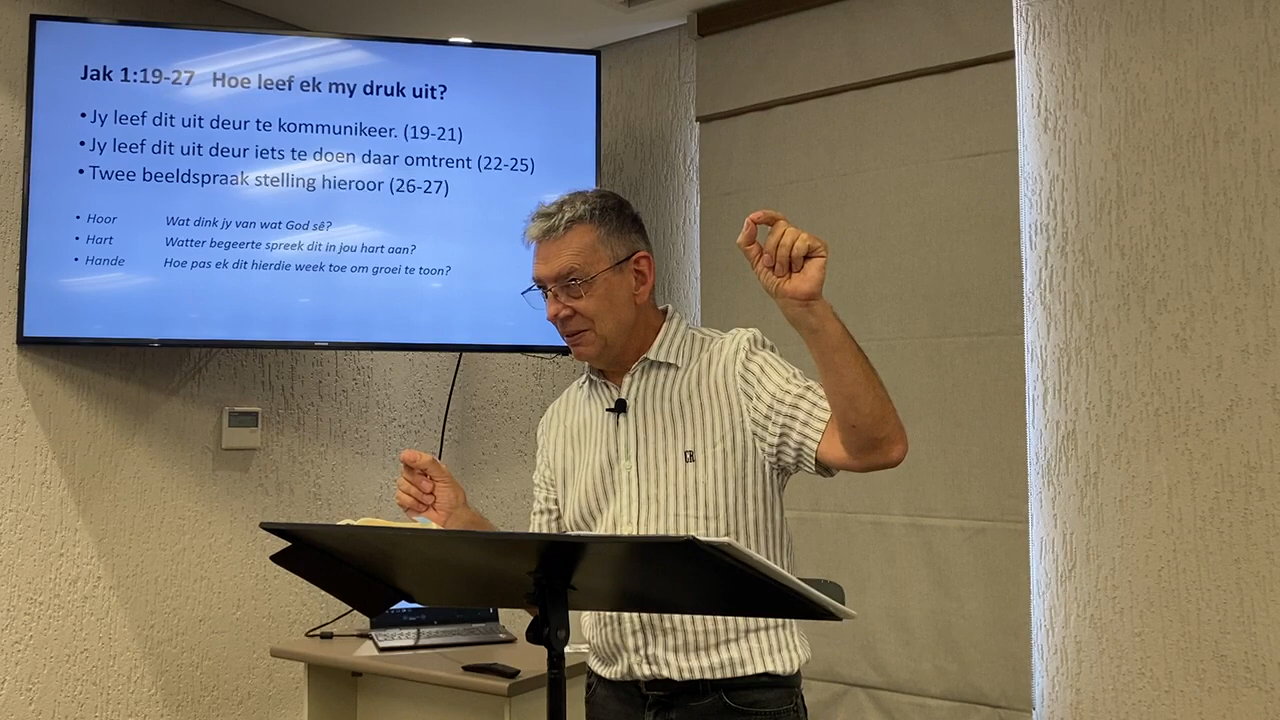 Jak 1:19-27 Hoe leef ek my druk uit?
• Jy leef dit uit deur te kommunikeer. (19-21)
• Jy leef dit uit deur iets te doen daar omtrent (22-25)
• Twee beeldspraak stelling hieroor (26-27)
• Hoor Wat dink jy van wat God sê?
• Hart Watter begeerte spreek dit in jou hart aan?
• Hande Hoe pas ek dit hierdie week toe om groei te toon?
CR